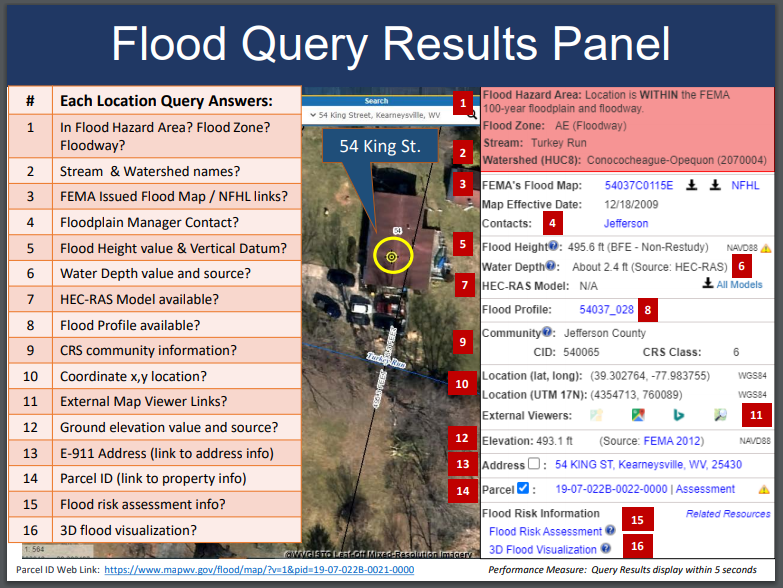 Flood Query Results Panel
# Each Location Query Answers:
1 In Flood Hazard Area? Flood Zone?
Floodway?
2 Stream & Watershed names?
3 FEMA Issued Flood Map / NFHL links?
4 Floodplain Manager Contact?
5 Flood Height value & Vertical Datum?
6 Water Depth value and source?
7 HEC-RAS Model available?
8 Flood Profile available?
9 CRS community information?
10 Coordinate x,y location?
11 External Map Viewer Links?
12 Ground elevation value and source?
13 E-911 Address (link to address info)
14 Parcel ID (link to property info)
15 Flood risk assessment info?
16 3D flood visualization?
Search
54 King Street, Kearneysville, WV
54 King St.
54
Turkey Run
1: 564
©WVGISTC Leaf-Off Mixed-Resolution Imagery
1
Flood Hazard Area: Location is WITHIN the FEMA
100-year floodplain and floodway.
Flood Zone: AE (Floodway)
2
Stream: Turkey Run
Watershed (HUC8): Conococheague-Opequon (2070004)
3
FEMA's Flood Map: 54037C0115E NFHL
Map Effective Date: 12/18/2009
Contacts: 4 Jefferson
5
Flood Height: 495.6 ft (BFE - Non-Restudy) NAVD88
Water Depth: About 2.4 ft (Source: HEC-RAS) 6
7
HEC-RAS Model: N/A All Models
Flood Profile: 54037_028 8
9
Community: Jefferson County
CID: 540065 CRS Class: 6
10
Location (lat, long): (39.302764, -77.983755) WGS84
Location (UTM 17N): (4354713, 760089) WGS84
External Viewers: 11
12
Elevation: 493.1 ft (Source: FEMA 2012) NAVD88
13
Address : 54 KING ST, Kearneysville, WV, 25430
14
Parcel : 19-07-022B-0022-0000 | Assessment
Flood Risk Information 15 Related Resources
Flood Risk Assessment
3D Flood Visualization 16
Parcel ID Web Link: https://www.mapwv.gov/flood/map/?v=1&pid=19-07-022B-0021-0000
Performance Measure: Query Results display within 5 seconds